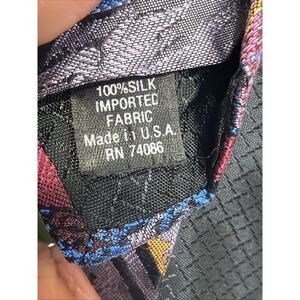 100%SILK
IMPORTED
FABRIC
Made in U.S.A.
RN 74086